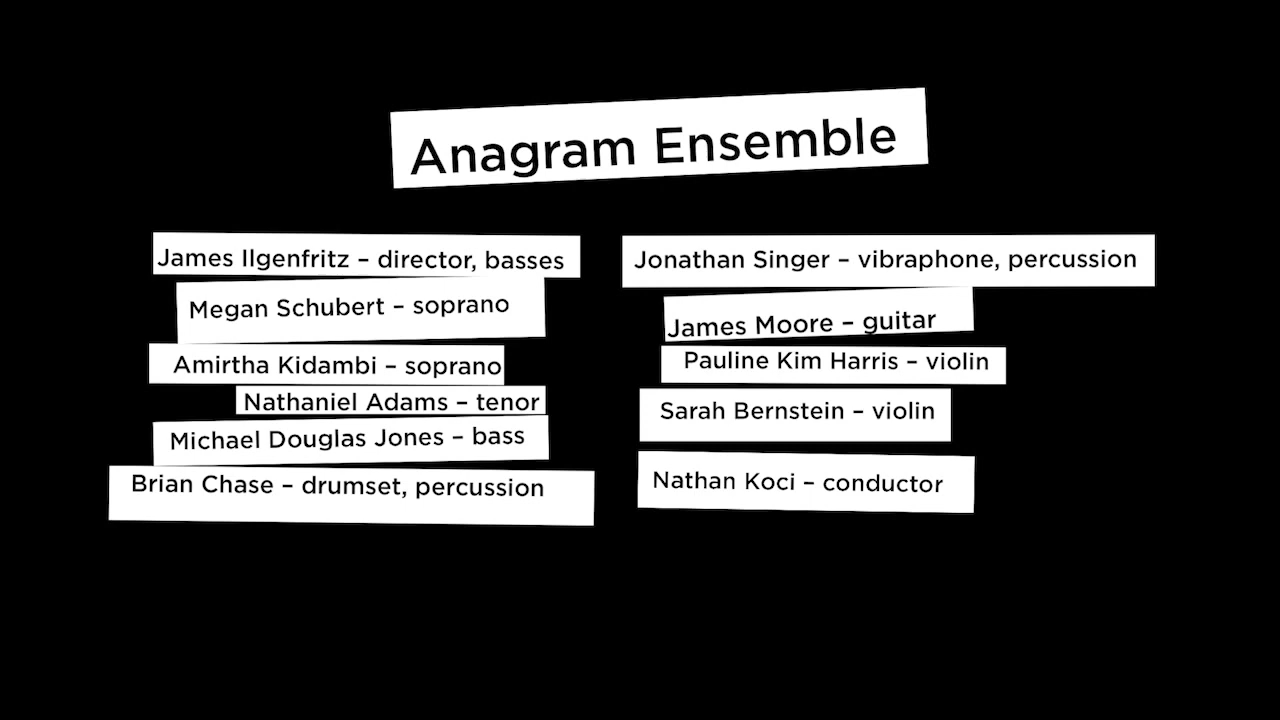 Anagram Ensemble
James Ilgenfritz – director, basses
Megan Schubert – soprano
Amirtha Kidambi – soprano
Nathaniel Adams – tenor
Michael Douglas Jones – bass
Brian Chase – drumset, percussion
Jonathan Singer – vibraphone, percussion
James Moore – guitar
Pauline Kim Harris – violin
Sarah Bernstein – violin
Nathan Koci – conductor